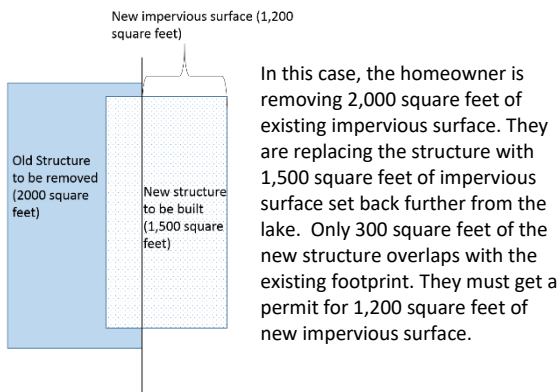 New impervious surface (1,200
square feet)
In this case, the homeowner is
removing 2,000 square feet of
existing impervious surface. They
are replacing the structure with
1,500 square feet of impervious
surface set back further from the
lake.  Only 300 square feet of the
new structure overlaps with the
existing footprint. They must get a
permit for 1,200 square feet of
new impervious surface.
Old Structure
to be removed
(2000 square
feet)
New structure
to be built
(1,500 square
feet)